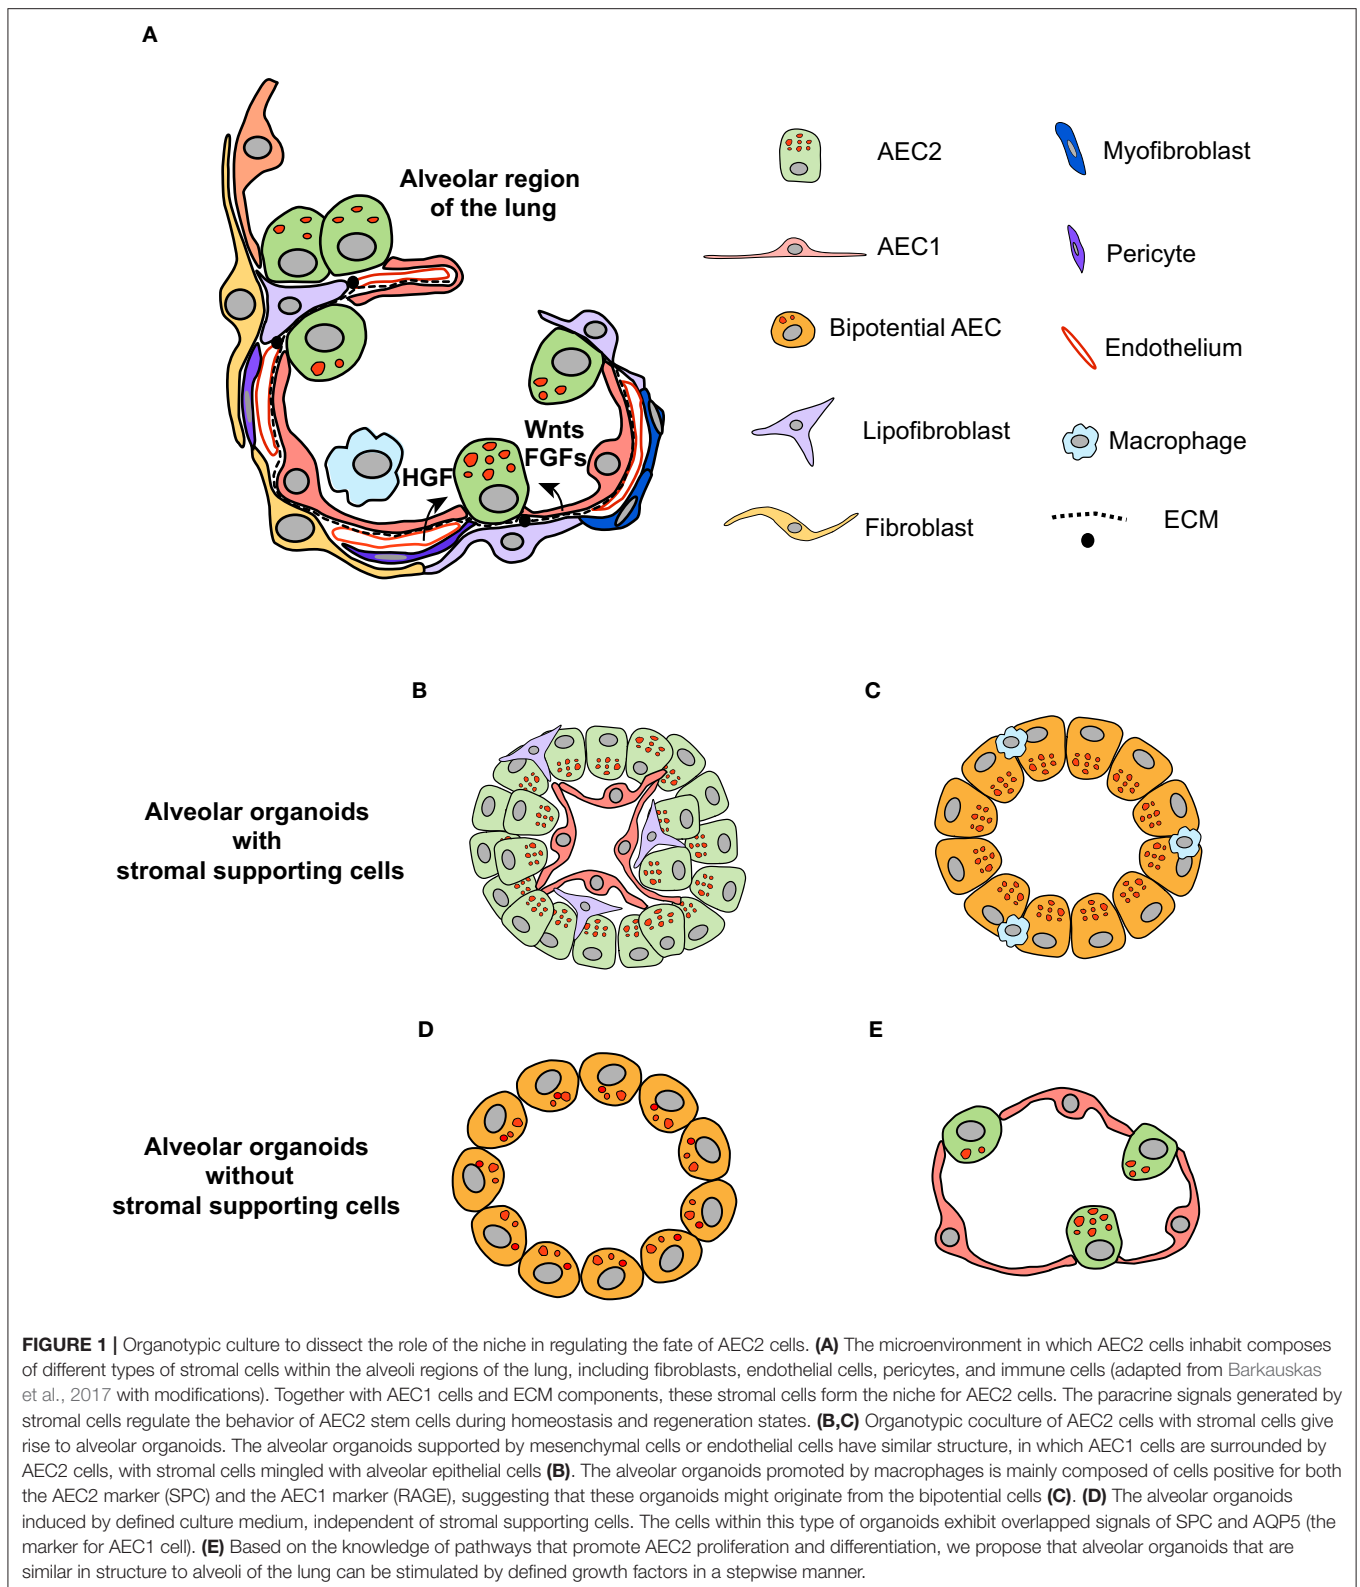 A
Alveolar region
of the lung
HGF
Wnts
FGFs
AEC2
AEC1
Bipotential AEC
Lipofibroblast
Fibroblast
Myofibroblast
Pericyte
Endothelium
Macrophage
ECM
B
C
Alveolar organoids
with
stromal supporting cells
D
E
Alveolar organoids
without
stromal supporting cells
FIGURE 1 | Organotypic culture to dissect the role of the niche in regulating the fate of AEC2 cells. (A) The microenvironment in which AEC2 cells inhabit composes
of different types of stromal cells within the alveoli regions of the lung, including fibroblasts, endothelial cells, pericytes, and immune cells (adapted from Barkauskas
et al., 2017 with modifications). Together with AEC1 cells and ECM components, these stromal cells form the niche for AEC2 cells. The paracrine signals generated by
stromal cells regulate the behavior of AEC2 stem cells during homeostasis and regeneration states. (B,C) Organotypic coculture of AEC2 cells with stromal cells give
rise to alveolar organoids. The alveolar organoids supported by mesenchymal cells or endothelial cells have similar structure, in which AEC1 cells are surrounded by
AEC2 cells, with stromal cells mingled with alveolar epithelial cells (B). The alveolar organoids promoted by macrophages is mainly composed of cells positive for both
the AEC2 marker (SPC) and the AEC1 marker (RAGE), suggesting that these organoids might originate from the bipotential cells (C). (D) The alveolar organoids
induced by defined culture medium, independent of stromal supporting cells. The cells within this type of organoids exhibit overlapped signals of SPC and AQP5 (the
marker for AEC1 cell). (E) Based on the knowledge of pathways that promote AEC2 proliferation and differentiation, we propose that alveolar organoids that are
similar in structure to alveoli of the lung can be stimulated by defined growth factors in a stepwise manner.